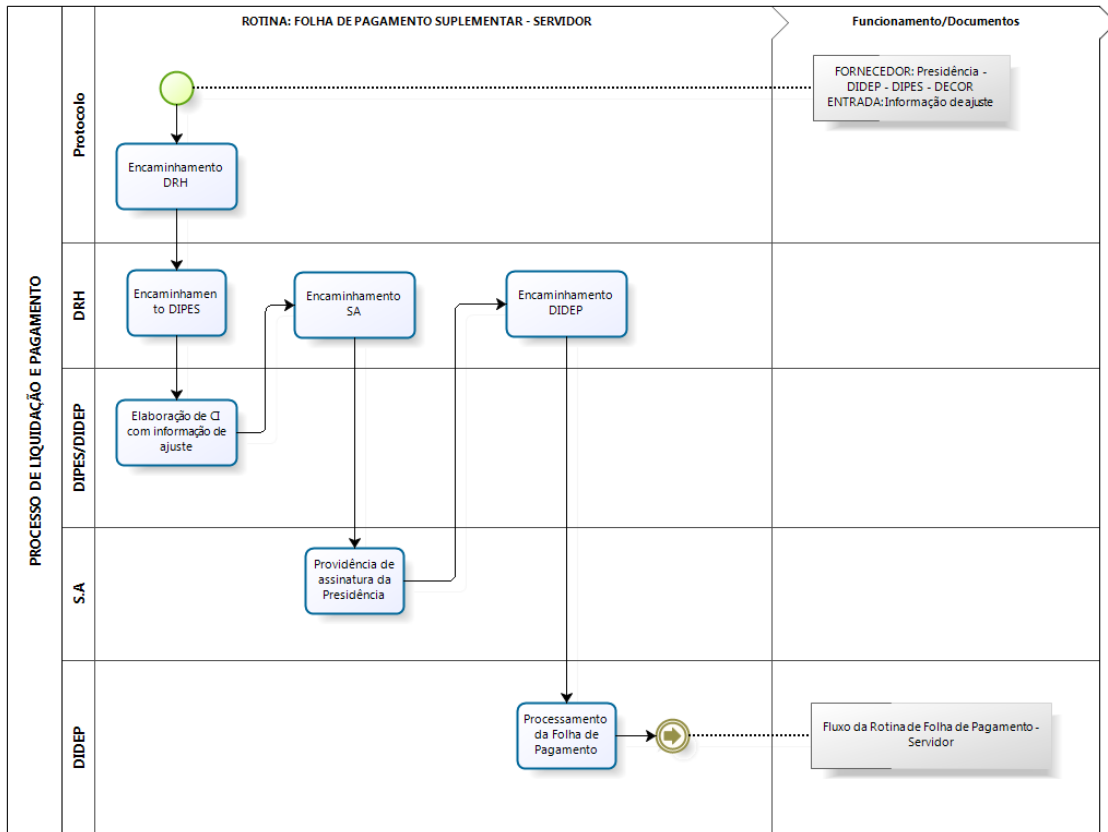 ROTINA: FOLHA DE PAGAMENTO SUPLEMENTAR - SERVIDOR
Funcionamento/Documentos
PROCESSO DE LIQUIDAÇÃO E PAGAMENTO
Protocolo
FORNECEDOR: Presidência -
DIDEP - DIPES - DECOR
ENTRADA:Informação de ajuste
Encaminhamento
DRH
DRH
Encaminhamen
to DIPES
Encaminhamento
SA
Encaminhamento
DIDEP
DIPES/DIDEP
Elaboração de CI
com informação de
ajuste
S.A
Providência de
assinatura da
Presidência
DIDEP
Processamento
da Folha de
Pagamento
Fluxo da Rotina de Folha de Pagamento -
Servidor